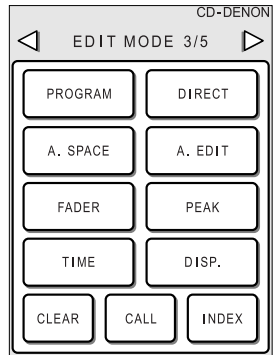 CD-DENON
EDIT MODE 3/5
PROGRAM DIRECT
A. SPACE A. EDIT
FADER PEAK
TIME DISP.
CLEAR CALL INDEX